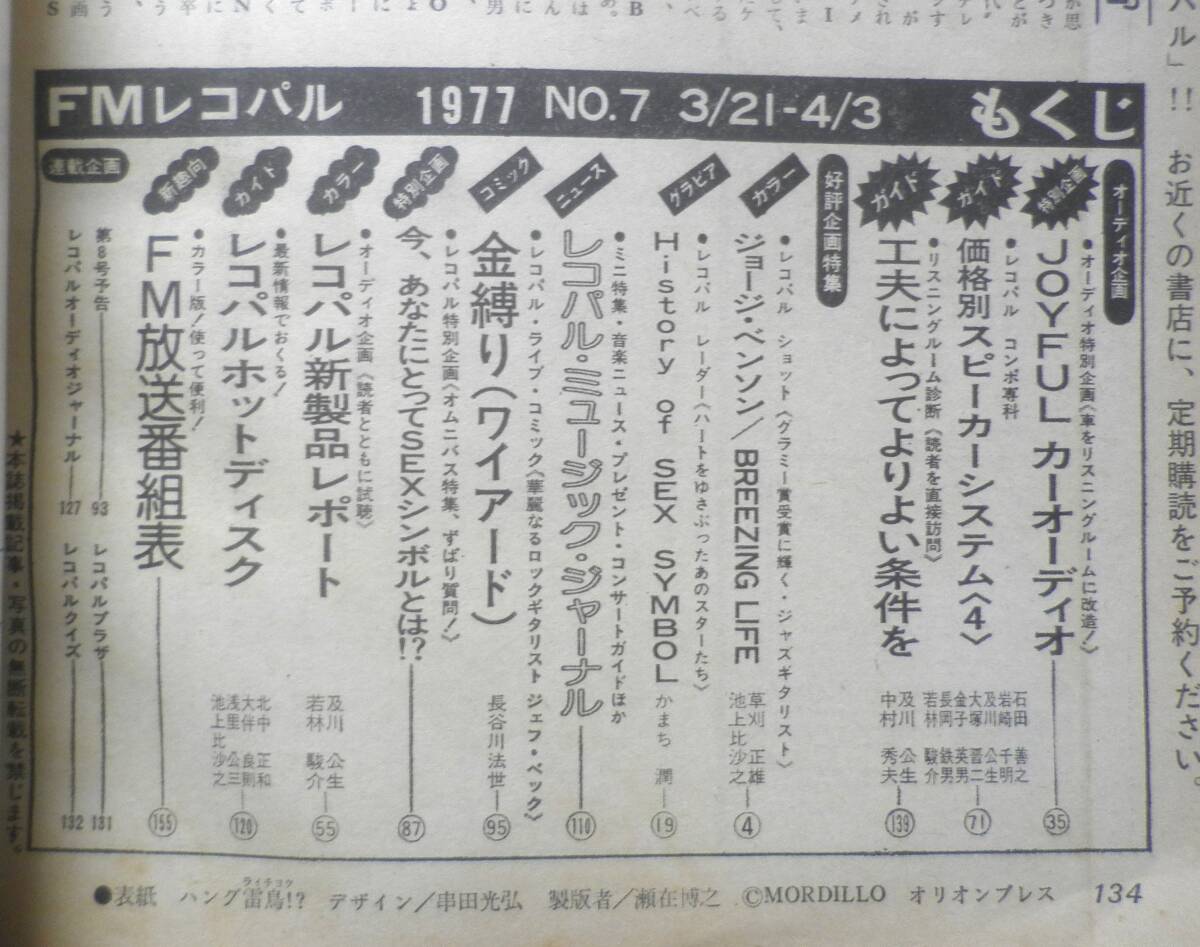 FMレコパル 1977 NO.7 3/21-4/3 もくじ
オーディオ企画
特別企画
●オーディオ特別企画《車をリスニングルームに改造!》
JOYFUL カーオーディオ
35
ガイド
●レコパル コンポ専科
価格別スピーカーシステム〈4〉
石田 善之
岩崎 千明
及川 公生
大塚 晋二
金子 英男
長岡 鉄男
若林 駿介
71
ガイド
●リスニングルーム診断《読者を直接訪問》
工夫によってよりよい条件を
及川 公生
中村 秀夫
139
好評企画特集
カラー
●レコパル ショット《グラミー賞受賞に輝く・ジャズギタリスト》
ジョージ・ベンソン/BREEZING LIFE
草刈 正雄
池上比沙之
4
グラビア
●レコパル レーダー《ハートをゆさぶったあのスターたち》
History of SEX SYMBOL
かまち 潤
19
ニュース
●ミニ特集・音楽ニュース・プレゼント・コンサートガイドほか
レコパル・ミュージック・ジャーナル
110
コミック
●レコパル・ライブ・コミック《華麗なるロックギタリスト ジェフ・ベック》
金縛り(ワイアード)
長谷川法世
95
特別企画
●レコパル特別企画《オムニバス特集、ずばり質問!》
今、あなたにとってSEXシンボルとは!?
87
カラー
●オーディオ企画《読者とともに試聴》
レコパル新製品レポート
及川 公生
若林 駿介
55
ガイド
●最新情報でおくる!
レコパルホットディスク
北中 正和
大伴 良則
浅里 公三
池上比沙之
120
新趣向
●カラー版!使って便利!
FM放送番組表
155
連載企画
第8号予告 93
レコパルプラザ 131
レコパルオーディオジャーナル 127
レコパルクイズ 132
★本誌掲載記事・写真の無断転載を禁じます。
●表紙 ハング雷鳥!? デザイン/串田光弘 製版者/瀬在博之 ©MORDILLO オリオンプレス 134
ライチョウ
パル」!! お近くの書店に、定期購読をご予約ください。